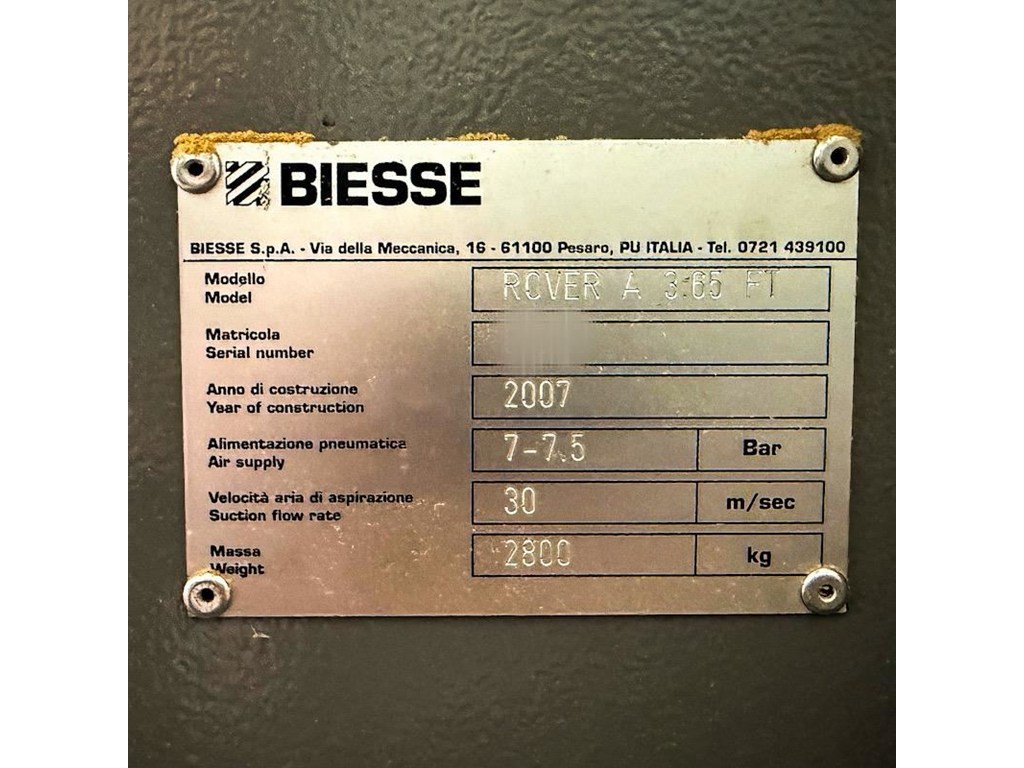 BIESSE
BIESSE S.p.A. - Via della Meccanica, 16 - 61100 Pesaro, PU ITALIA - Tel. 0721 439100
Modello
Model
ROVER A 3.65 FT
Matricola
Serial number
Anno di costruzione
Year of construction
2007
Alimentazione pneumatica
Air supply
7-7.5 Bar
Velocità aria di aspirazione
Suction flow rate
30 m/sec
Massa
Weight
2800 kg